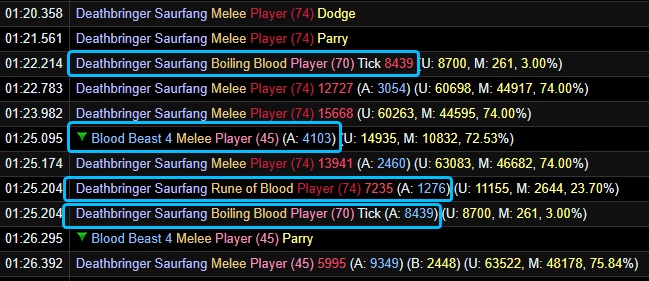 01:20.358 Deathbringer Saurfang Melee Player (74) Dodge
01:21.561 Deathbringer Saurfang Melee Player (74) Parry
01:22.214 Deathbringer Saurfang Boiling Blood Player (70) Tick 8439 (U: 8700, M: 261, 3.00%)
01:22.783 Deathbringer Saurfang Melee Player (74) 12727 (A: 3054) (U: 60698, M: 44917, 74.00%)
01:23.982 Deathbringer Saurfang Melee Player (74) 15668 (U: 60263, M: 44595, 74.00%)
01:25.095 Blood Beast 4 Melee Player (45) (A: 4103) (U: 14935, M: 10832, 72.53%)
01:25.174 Deathbringer Saurfang Melee Player (74) 13941 (A: 2460) (U: 63083, M: 46682, 74.00%)
01:25.204 Deathbringer Saurfang Rune of Blood Player (74) 7235 (A: 1276) (U: 11155, M: 2644, 23.70%)
01:25.204 Deathbringer Saurfang Boiling Blood Player (70) Tick (A: 8439) (U: 8700, M: 261, 3.00%)
01:26.295 Blood Beast 4 Melee Player (45) Parry
01:26.392 Deathbringer Saurfang Melee Player (45) 5995 (A: 9349) (B: 2448) (U: 63522, M: 48178, 75.84%)